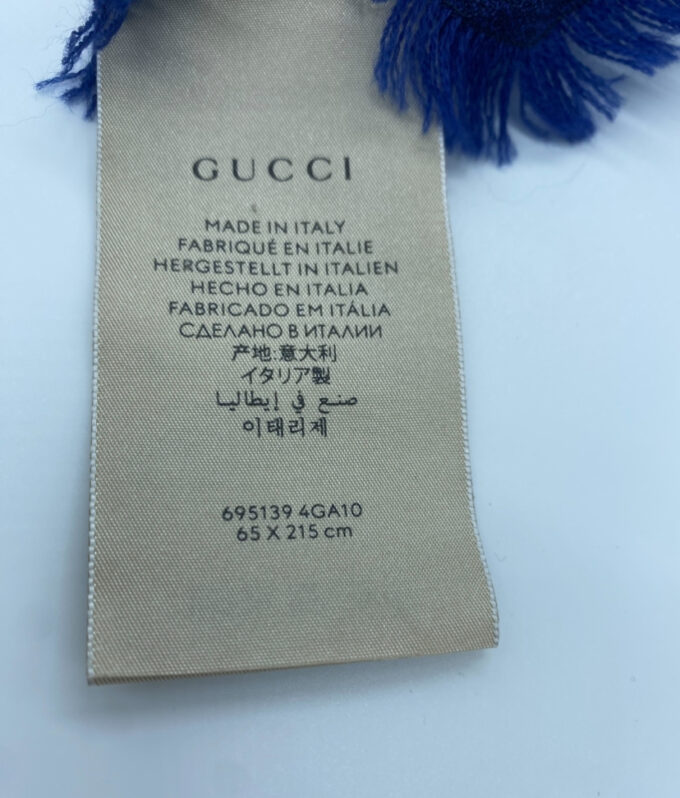 GUCCI
MADE IN ITALY
FABRIQUÉ EN ITALIE
HERGESTELLT IN ITALIEN
HECHO EN ITALIA
FABRICADO EM ITÁLIA
СДЕЛАНО В ИТАЛИИ
产地:意大利
イタリア製
صنع في إيطاليا
이태리제
695139 4GA10
65 X 215 cm